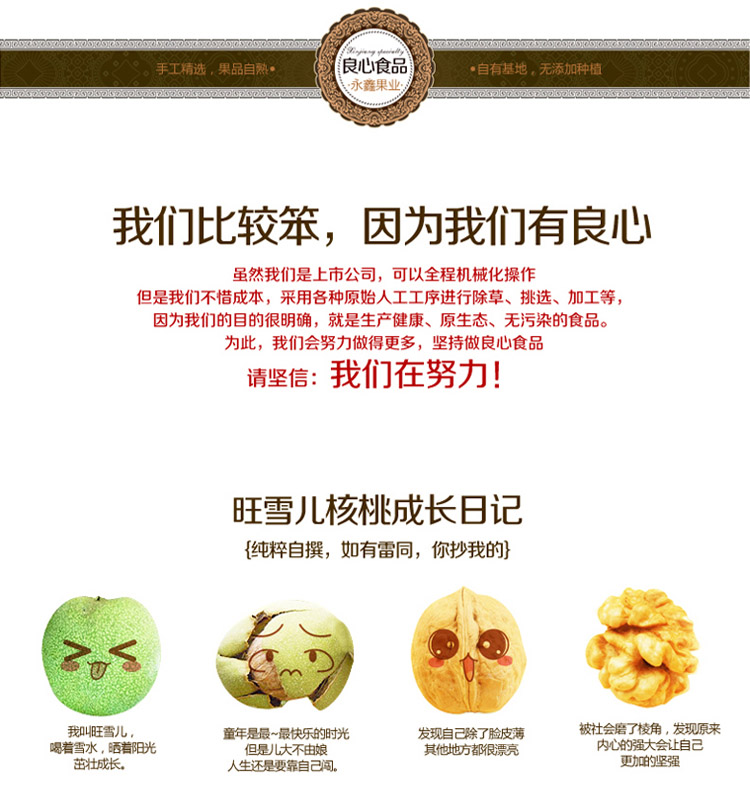 Xinjiang specialty
良心食品
·永鑫果业·
手工精选，果品自熟•
•自有基地，无添加种植
我们比较笨，因为我们有良心
虽然我们是上市公司，可以全程机械化操作
但是我们不惜成本，采用各种原始人工工序进行除草、挑选、加工等，
因为我们的目的很明确，就是生产健康、原生态、无污染的食品。
为此，我们会努力做得更多，坚持做良心食品
请坚信：我们在努力！
旺雪儿核桃成长日记
{纯粹自撰，如有雷同，你抄我的}
我叫旺雪儿，
喝着雪水，晒着阳光
茁壮成长。
童年是最~最快乐的时光
但是儿大不由娘
人生还是要靠自己闯。
发现自己除了脸皮薄
其他地方都很漂亮
被社会磨了棱角，发现原来
内心的强大会让自己
更加的坚强